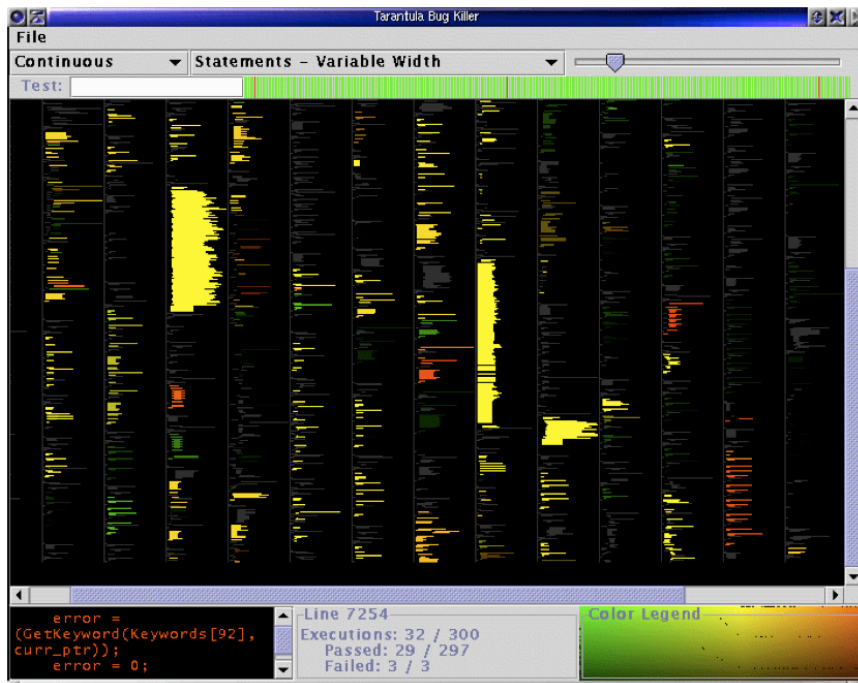 Tarantula Bug Killer
File
Continuous
Statements - Variable Width
Test:
error =
(GetKeyword(Keywords[92],
curr_ptr));
error = 0;
Line 7254
Executions: 32 / 300
Passed: 29 / 297
Failed: 3 / 3
Color Legend